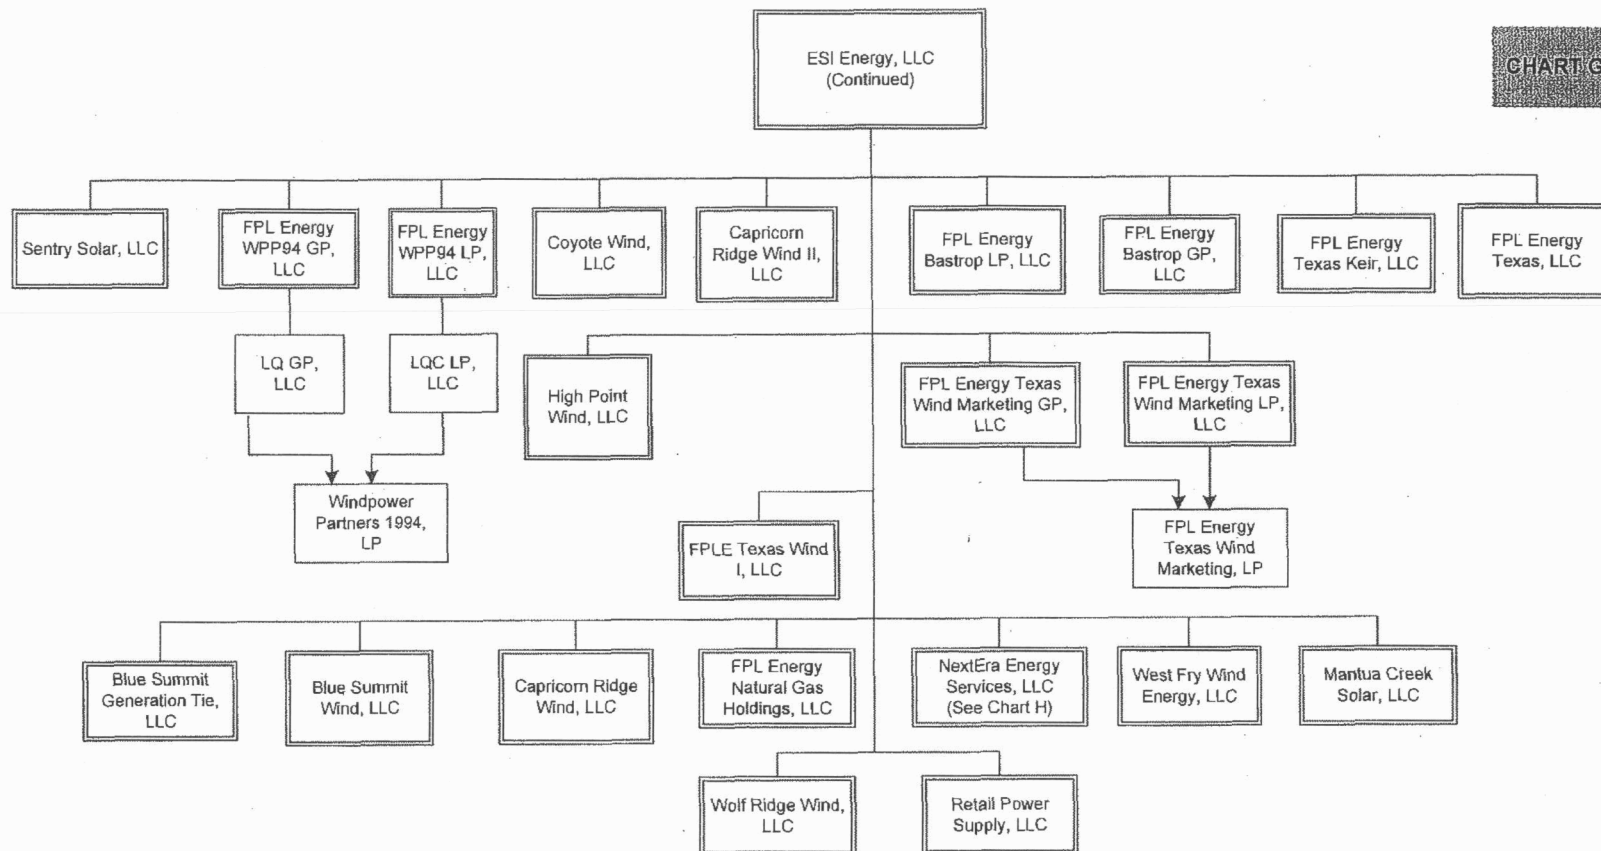 ESI Energy, LLC
(Continued)
CHART G
Sentry Solar, LLC
FPL Energy
WPP94 GP,
LLC
FPL Energy
WPP94 LP,
LLC
Coyote Wind,
LLC
Capricorn
Ridge Wind II,
LLC
FPL Energy
Bastrop LP, LLC
FPL Energy
Bastrop GP,
LLC
FPL Energy
Texas Keir, LLC
FPL Energy
Texas, LLC
LQ GP,
LLC
LQC LP,
LLC
High Point
Wind, LLC
FPL Energy Texas
Wind Marketing GP,
LLC
FPL Energy Texas
Wind Marketing LP,
LLC
Windpower
Partners 1994,
LP
FPLE Texas Wind
I, LLC
FPL Energy
Texas Wind
Marketing, LP
Blue Summit
Generation Tie,
LLC
Blue Summit
Wind, LLC
Capricorn Ridge
Wind, LLC
FPL Energy
Natural Gas
Holdings, LLC
NextEra Energy
Services, LLC
(See Chart H)
West Fry Wind
Energy, LLC
Mantua Creek
Solar, LLC
Wolf Ridge Wind,
LLC
Retail Power
Supply, LLC